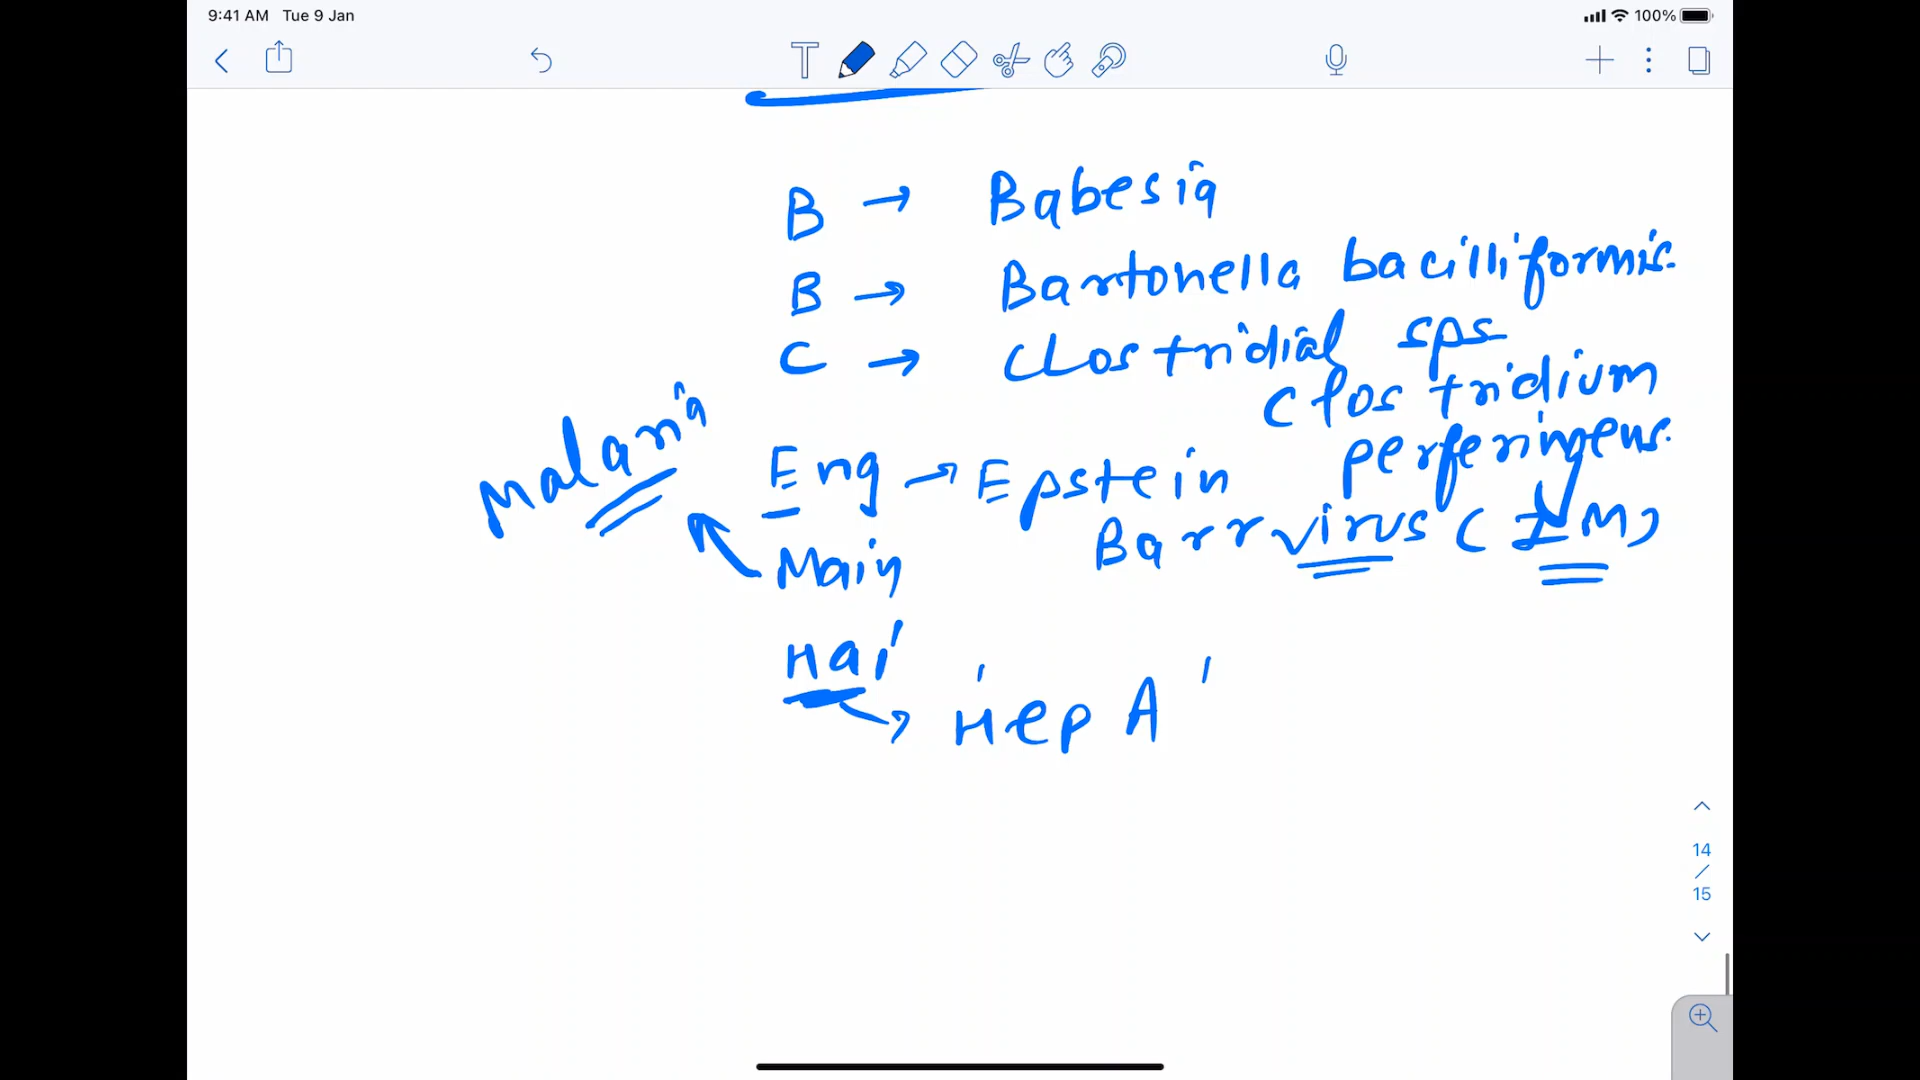 9:41 AM Tue 9 Jan
100%
T
B → Babesia
B → Bartonella bacilliformis.
C → Clostridial sps
Clostridium
perferingens.
Malaria
Eng → Epstein
Barr virus (IM)
Main
Hai
→ Hep A
14
/
15